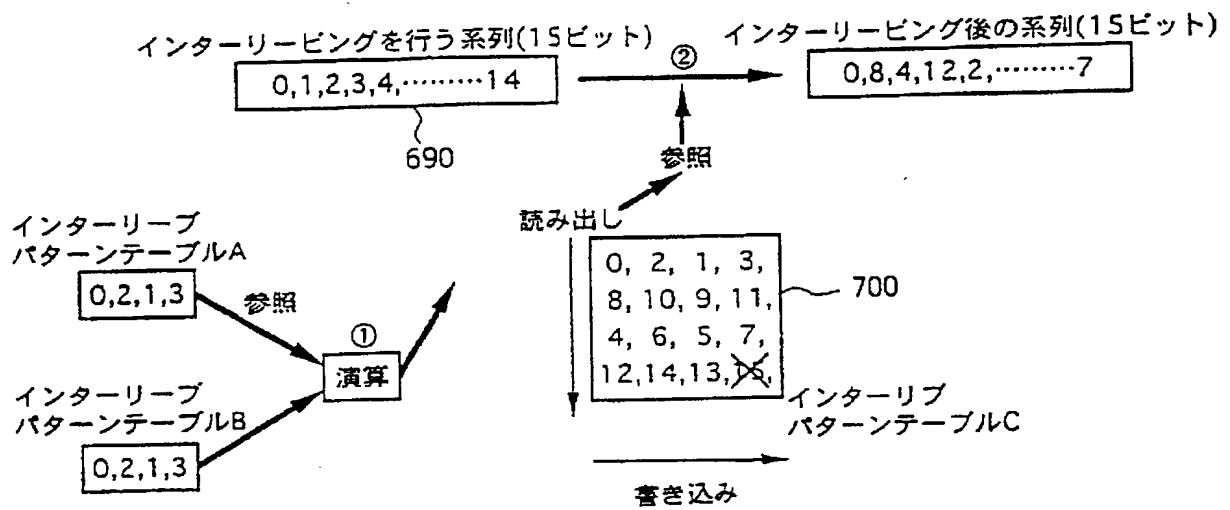 インターリービングを行う系列(15ビット)
0,1,2,3,4,………14
690
②
インターリービング後の系列(15ビット)
0,8,4,12,2,………7
参照
読み出し
インターリーブ
パターンテーブルA
0,2,1,3
参照
①
演算
インターリーブ
パターンテーブルB
0,2,1,3
0, 2, 1, 3,
8, 10, 9, 11,
4, 6, 5, 7,
12,14,13,15,
700
インターリブ
パターンテーブルC
書き込み